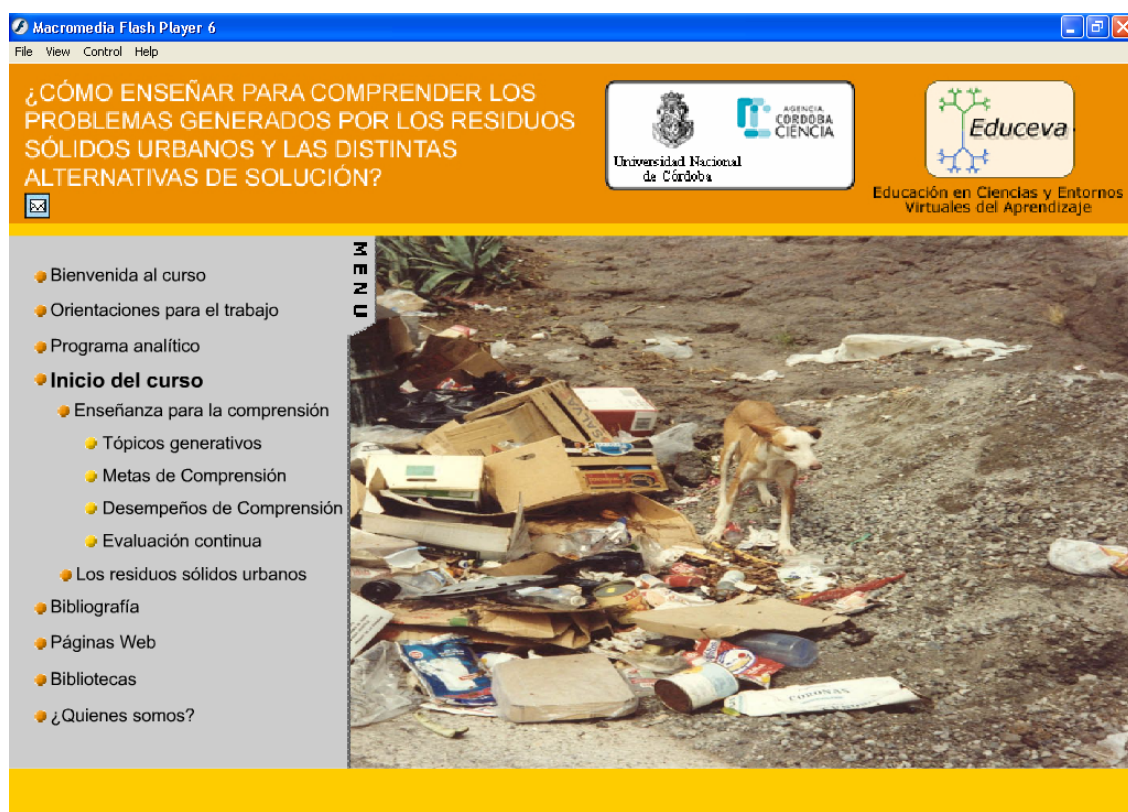 Macromedia Flash Player 6
File View Control Help
¿CÓMO ENSEÑAR PARA COMPRENDER LOS
PROBLEMAS GENERADOS POR LOS RESIDUOS
SÓLIDOS URBANOS Y LAS DISTINTAS
ALTERNATIVAS DE SOLUCIÓN?
Universidad Nacional
de Córdoba
AGENCIA
CORDOBA
CIENCIA
Educeva
Educación en Ciencias y Entornos
Virtuales del Aprendizaje
MENU
Bienvenida al curso
Orientaciones para el trabajo
Programa analítico
Inicio del curso
Enseñanza para la comprensión
Tópicos generativos
Metas de Comprensión
Desempeños de Comprensión
Evaluación continua
Los residuos sólidos urbanos
Bibliografía
Páginas Web
Bibliotecas
¿Quienes somos?
SALVA
CORONAS